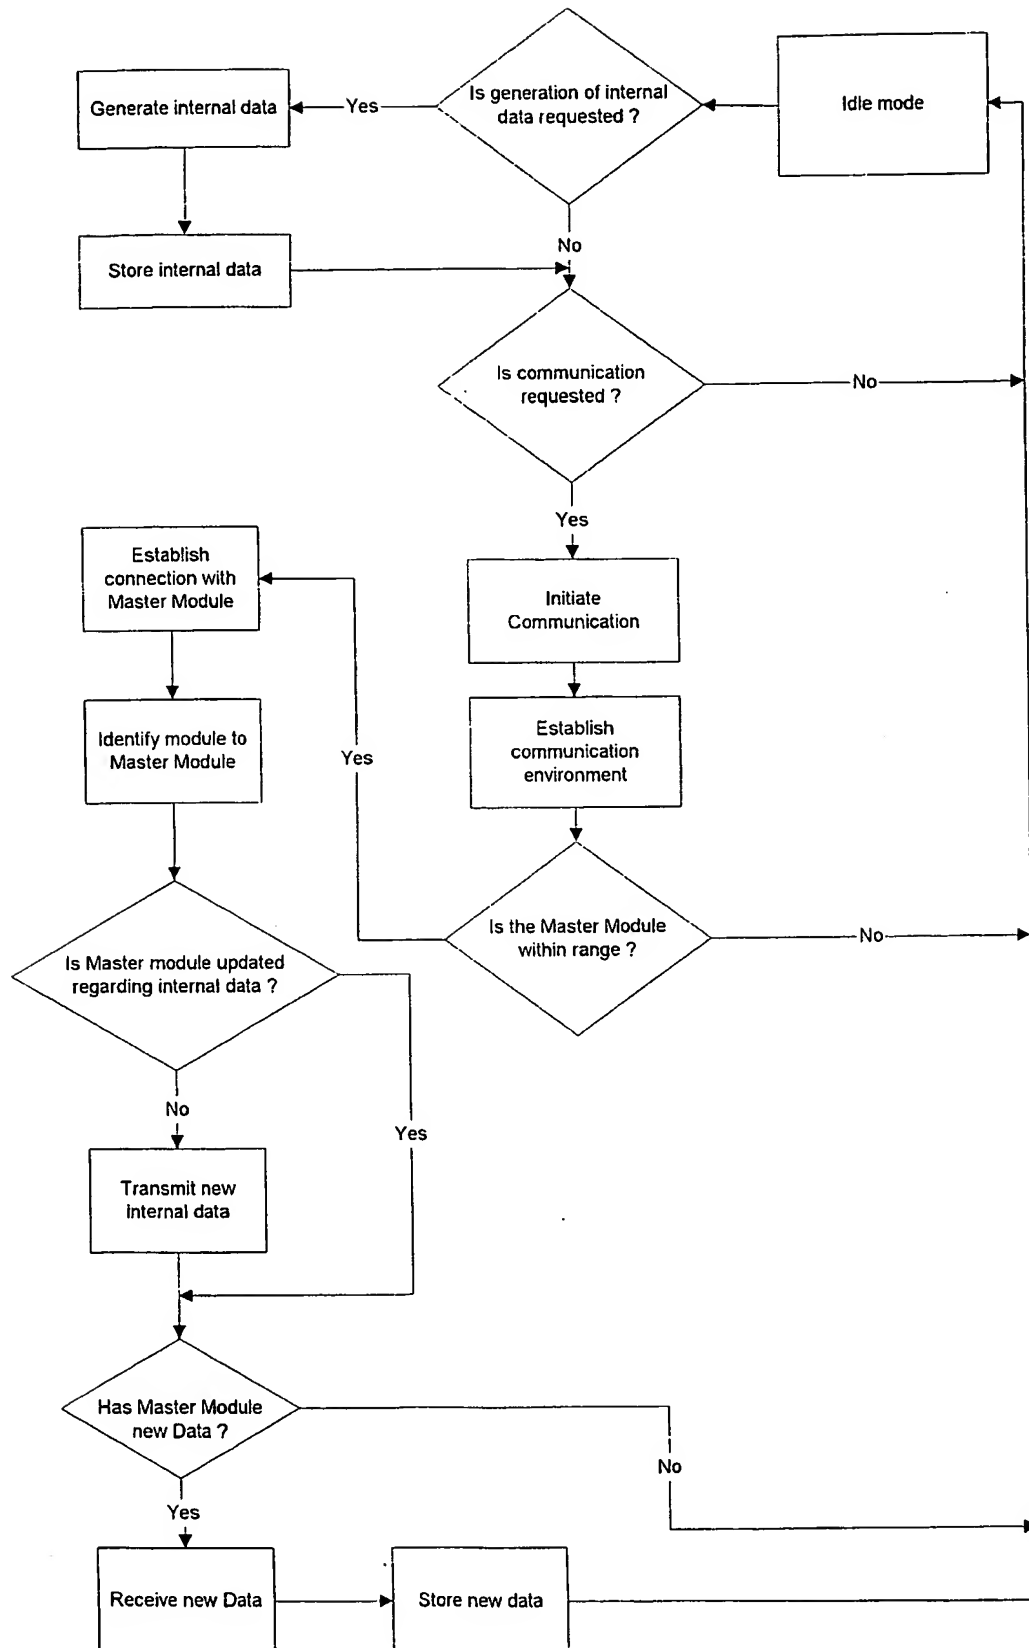 Is generation of internal
data requested ?
Idle mode
Yes
Generate internal data
No
Store internal data
Is communication
requested ?
No
Yes
Establish
connection with
Master Module
Initiate
Communication
Identify module to
Master Module
Yes
Establish
communication
environment
Is the Master Module
within range ?
No
Is Master module updated
regarding internal data ?
No
Yes
Transmit new
internal data
Has Master Module
new Data ?
No
Yes
Receive new Data
Store new data